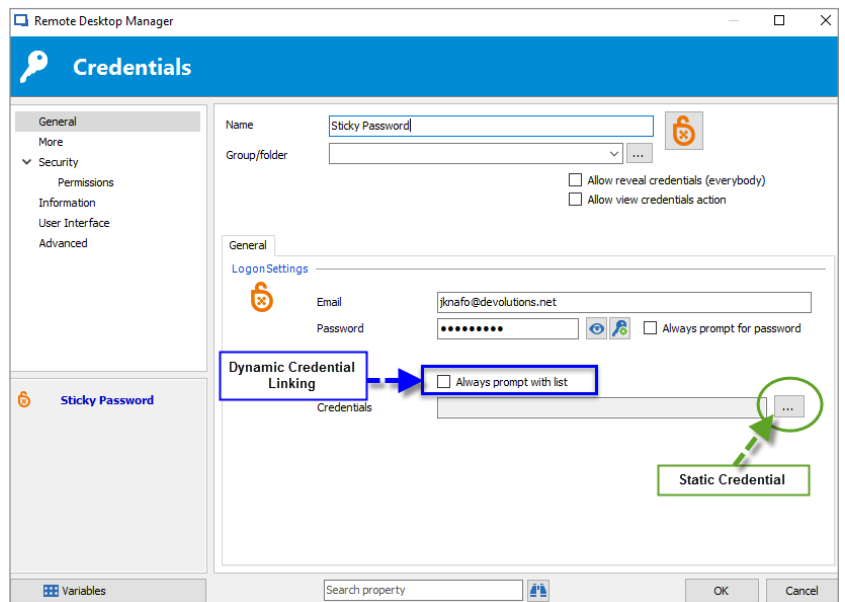 Remote Desktop Manager
Credentials
General
More
Security
Permissions
Information
User Interface
Advanced
Name
Sticky Password
Group/folder
...
Allow reveal credentials (everybody)
Allow view credentials action
General
Logon Settings
Email
jknafo@devolutions.net
Password
•••••••••
Always prompt for password
Dynamic Credential
Linking
Always prompt with list
Credentials
...
Static Credential
Sticky Password
Variables
Search property
OK
Cancel